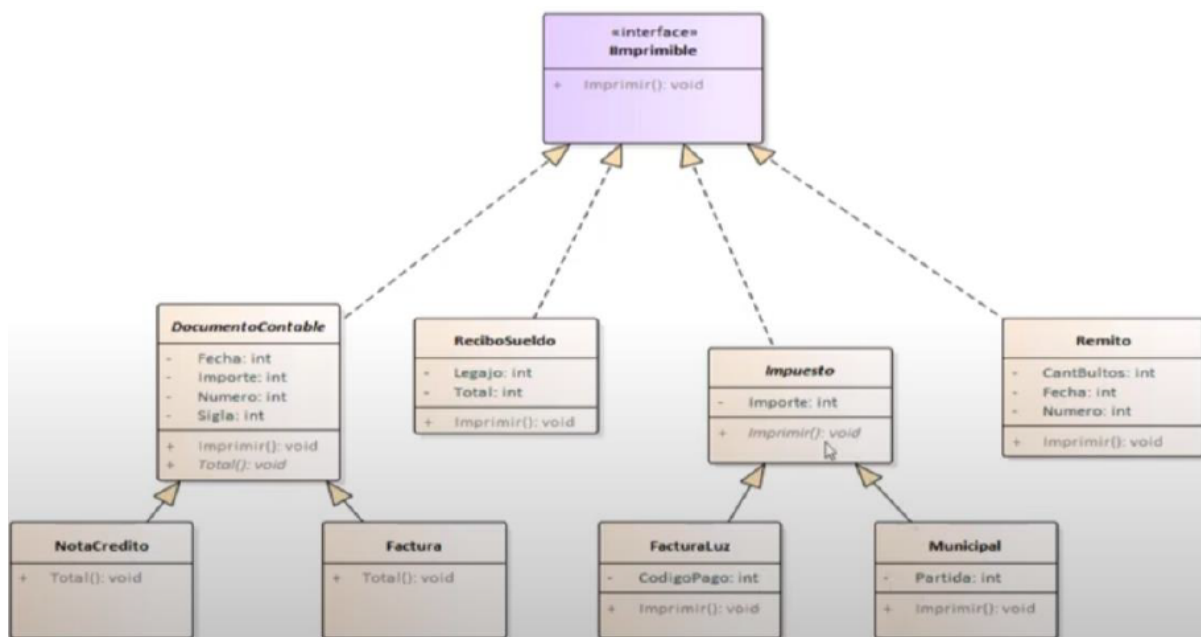 «interface»
IImprimible
+ Imprimir(): void
DocumentoContable
- Fecha: int
- Importe: int
- Numero: int
- Sigla: int
+ Imprimir(): void
+ Total(): void
ReciboSueldo
- Legajo: int
- Total: int
+ Imprimir(): void
Impuesto
- Importe: int
+ Imprimir(): void
Remito
- CantBultos: int
- Fecha: int
- Numero: int
+ Imprimir(): void
NotaCredito
+ Total(): void
Factura
+ Total(): void
FacturaLuz
- CodigoPago: int
+ Imprimir(): void
Municipal
- Partida: int
+ Imprimir(): void